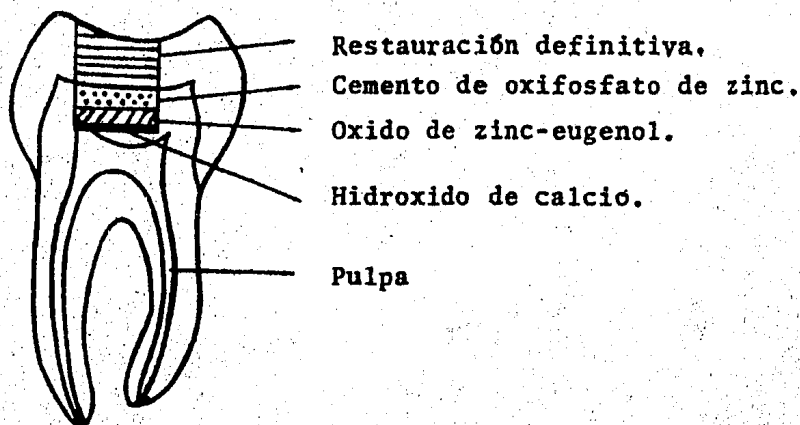 Restauración definitiva.
Cemento de oxifosfato de zinc.
Oxido de zinc-eugenol.
Hidroxido de calcio.
Pulpa